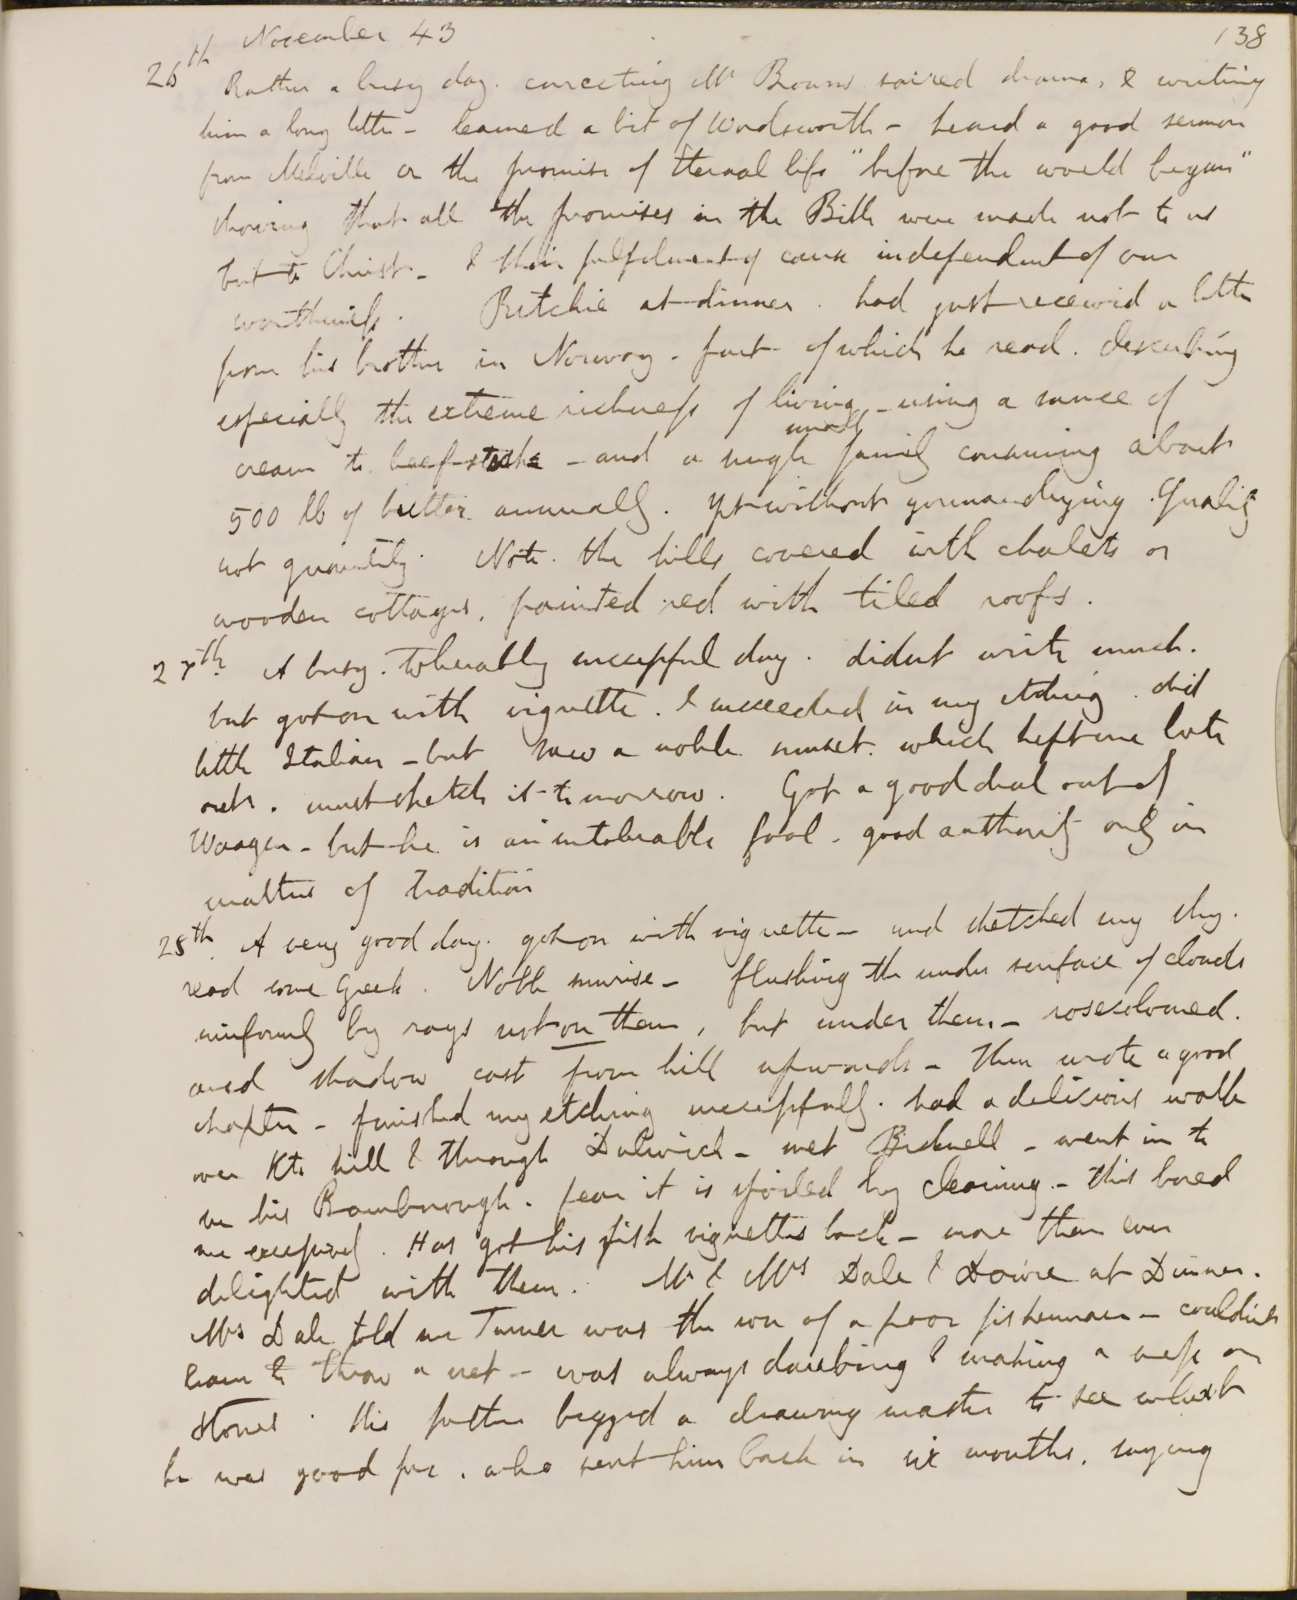 November 43 138
26th Rather a busy day. correcting Mr Browns sacred drama, & writing
him a long letter - learned a bit of Wordsworth - heard a good sermon
from Melville on the promise of Eternal life "before the world began"
showing that all the promises in the Bible were made not to us
but to Christ - & their fulfilment of course independent of our
worthiness. Ritchie at dinner. had just received a letter
from his brother in Norway - part of which he read. describing
especially the extreme richness of living - using a sauce of
cream to beefsteaks - and a single small family consuming about
500 lb of butter annually. yet without gourmandizing. Quality
not quantity Note. the hills covered with chalets or
wooden cottages, painted red with tiled roofs.
27th. A busy. tolerably successful day. didnt write much.
but got on with vignette. & succeeded in my etching. did
little Italian - but saw a noble sunset. which kept me late
out. must sketch it tomorrow. Got a good deal out of
Waagen - but he is an intolerable fool. good authority only in
matters of tradition
28th. A very good day. got on with vignette - and sketched my sky.
read some Greek. Noble sunrise - flushing the under surface of clouds
uniformly by rays not on them, but under them - rosecoloured.
and shadow cast from hill upwards - Then wrote a good
chapter - finished my etching successfully. had a delicious walk
over hill & through Dulwich - met Bicknell - went in to
see his Bamborough. fear it is spoiled by cleaning - this bored
me excessively. Has got his fish vignettes back - more than ever
delighted with them. Mr & Mrs Dale & at Dinner.
Mrs Dale told me Turner was the son of a poor fisherman - couldnt
learn to throw a net - was always daubing & making a mess on
stones. His father begged a drawing master to see what
he was good for. who sent him back in six months, saying